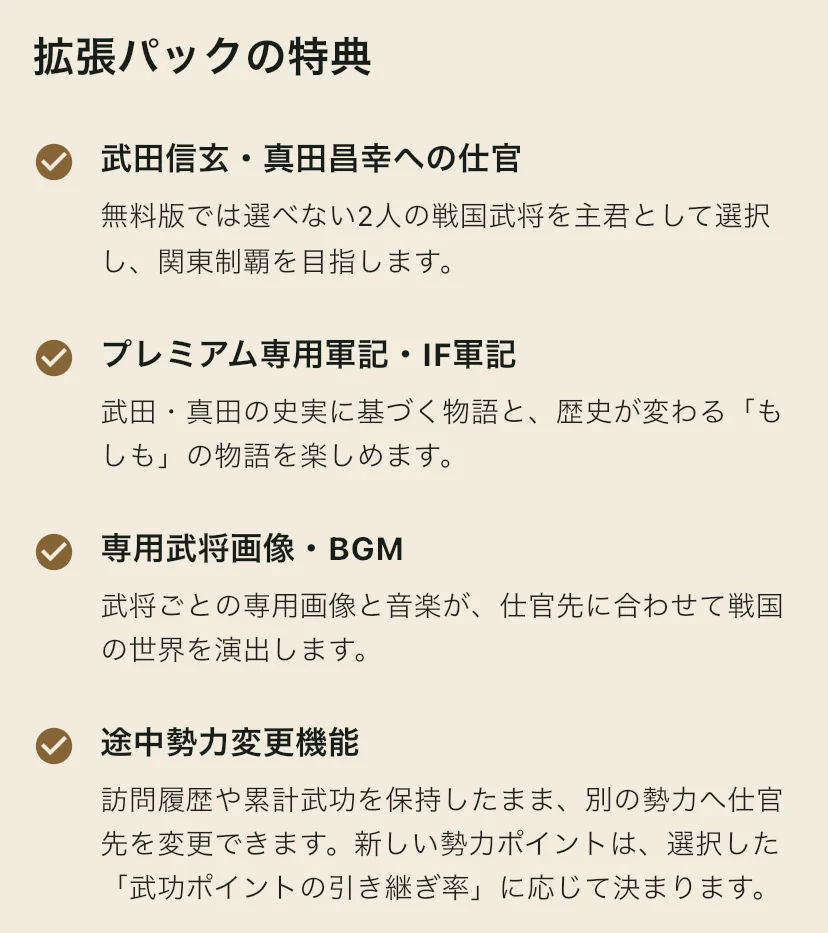 拡張パックの特典
武田信玄・真田昌幸への仕官
無料版では選べない2人の戦国武将を主君として選択
し、関東制覇を目指します。
プレミアム専用軍記・IF軍記
武田・真田の史実に基づく物語と、歴史が変わる「も
しも」の物語を楽しめます。
専用武将画像・BGM
武将ごとの専用画像と音楽が、仕官先に合わせて戦国
の世界を演出します。
途中勢力変更機能
訪問履歴や累計武功を保持したまま、別の勢力へ仕官
先を変更できます。新しい勢力ポイントは、選択した
「武功ポイントの引き継ぎ率」に応じて決まります。